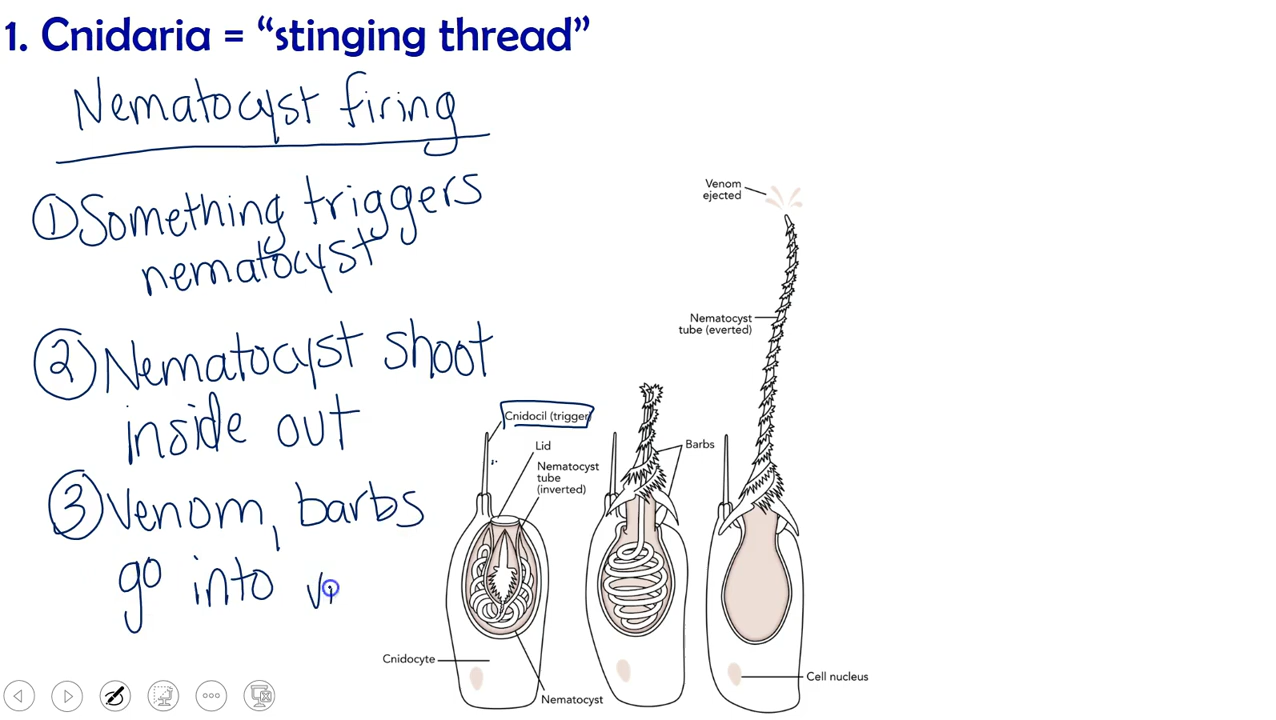 1. Cnidaria = “stinging thread”
Nematocyst firing
① Something triggers
nematocyst
② Nematocyst shoot
inside out
③ Venom, barbs
go into
Venom
ejected
Nematocyst
tube (everted)
Cnidocil (trigger)
Lid
Nematocyst
tube
(inverted)
Barbs
Cnidocyte
Nematocyst
Cell nucleus